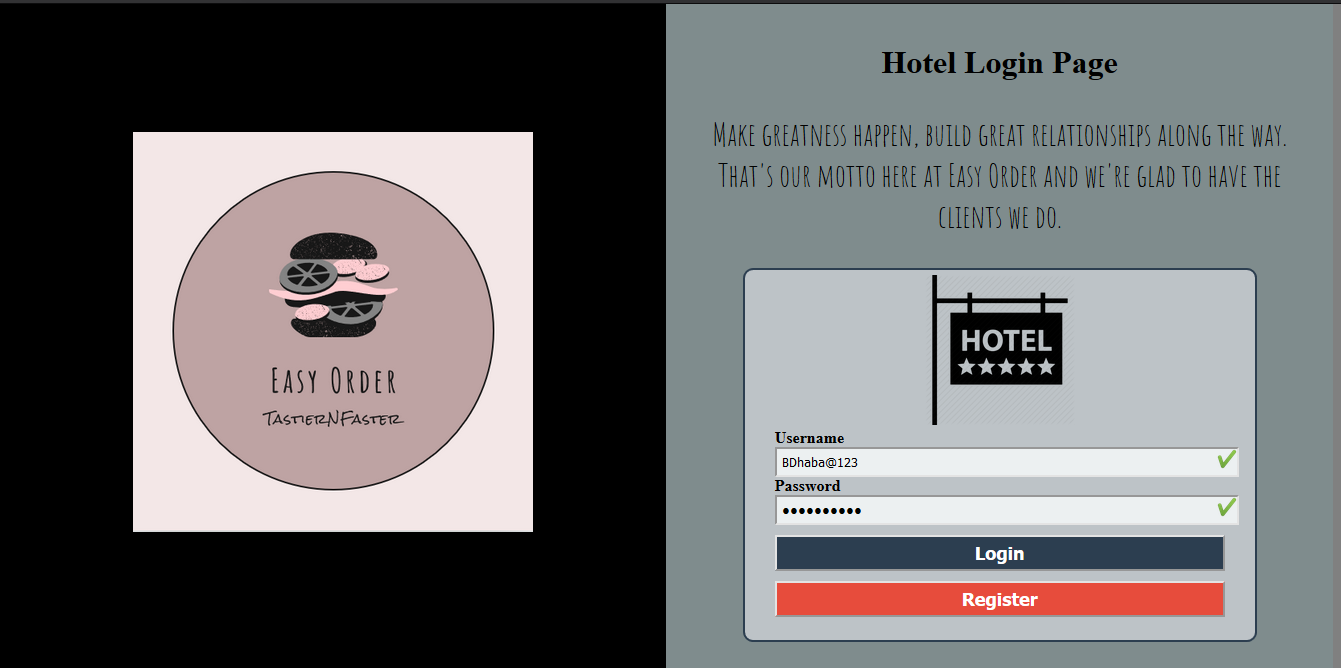 Easy Order
TastierNFaster
Hotel Login Page
Make greatness happen, build great relationships along the way.
That's our motto here at Easy Order and we're glad to have the
clients we do.
HOTEL
Username
BDhaba@123
Password
••••••••••
Login
Register